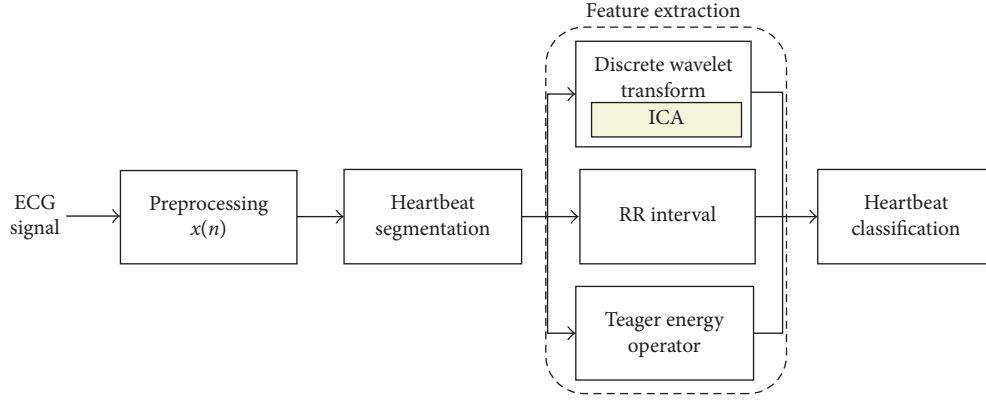 Feature extraction
Discrete wavelet
transform
ICA
ECG
signal
Preprocessing
x(n)
Heartbeat
segmentation
RR interval
Heartbeat
classification
Teager energy
operator